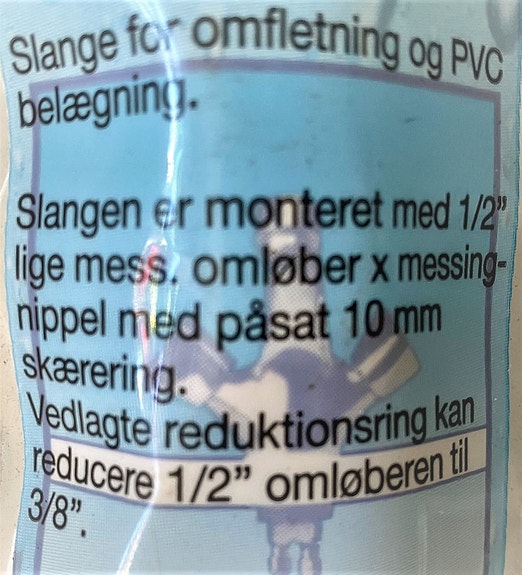 Slange for omfletning og PVC
belægning.
Slangen er monteret med 1/2"
lige mess. omløber x messing-
nippel med påsat 10 mm
skærering.
Vedlagte reduktionsring kan
reducere 1/2” omløberen til
3/8”.